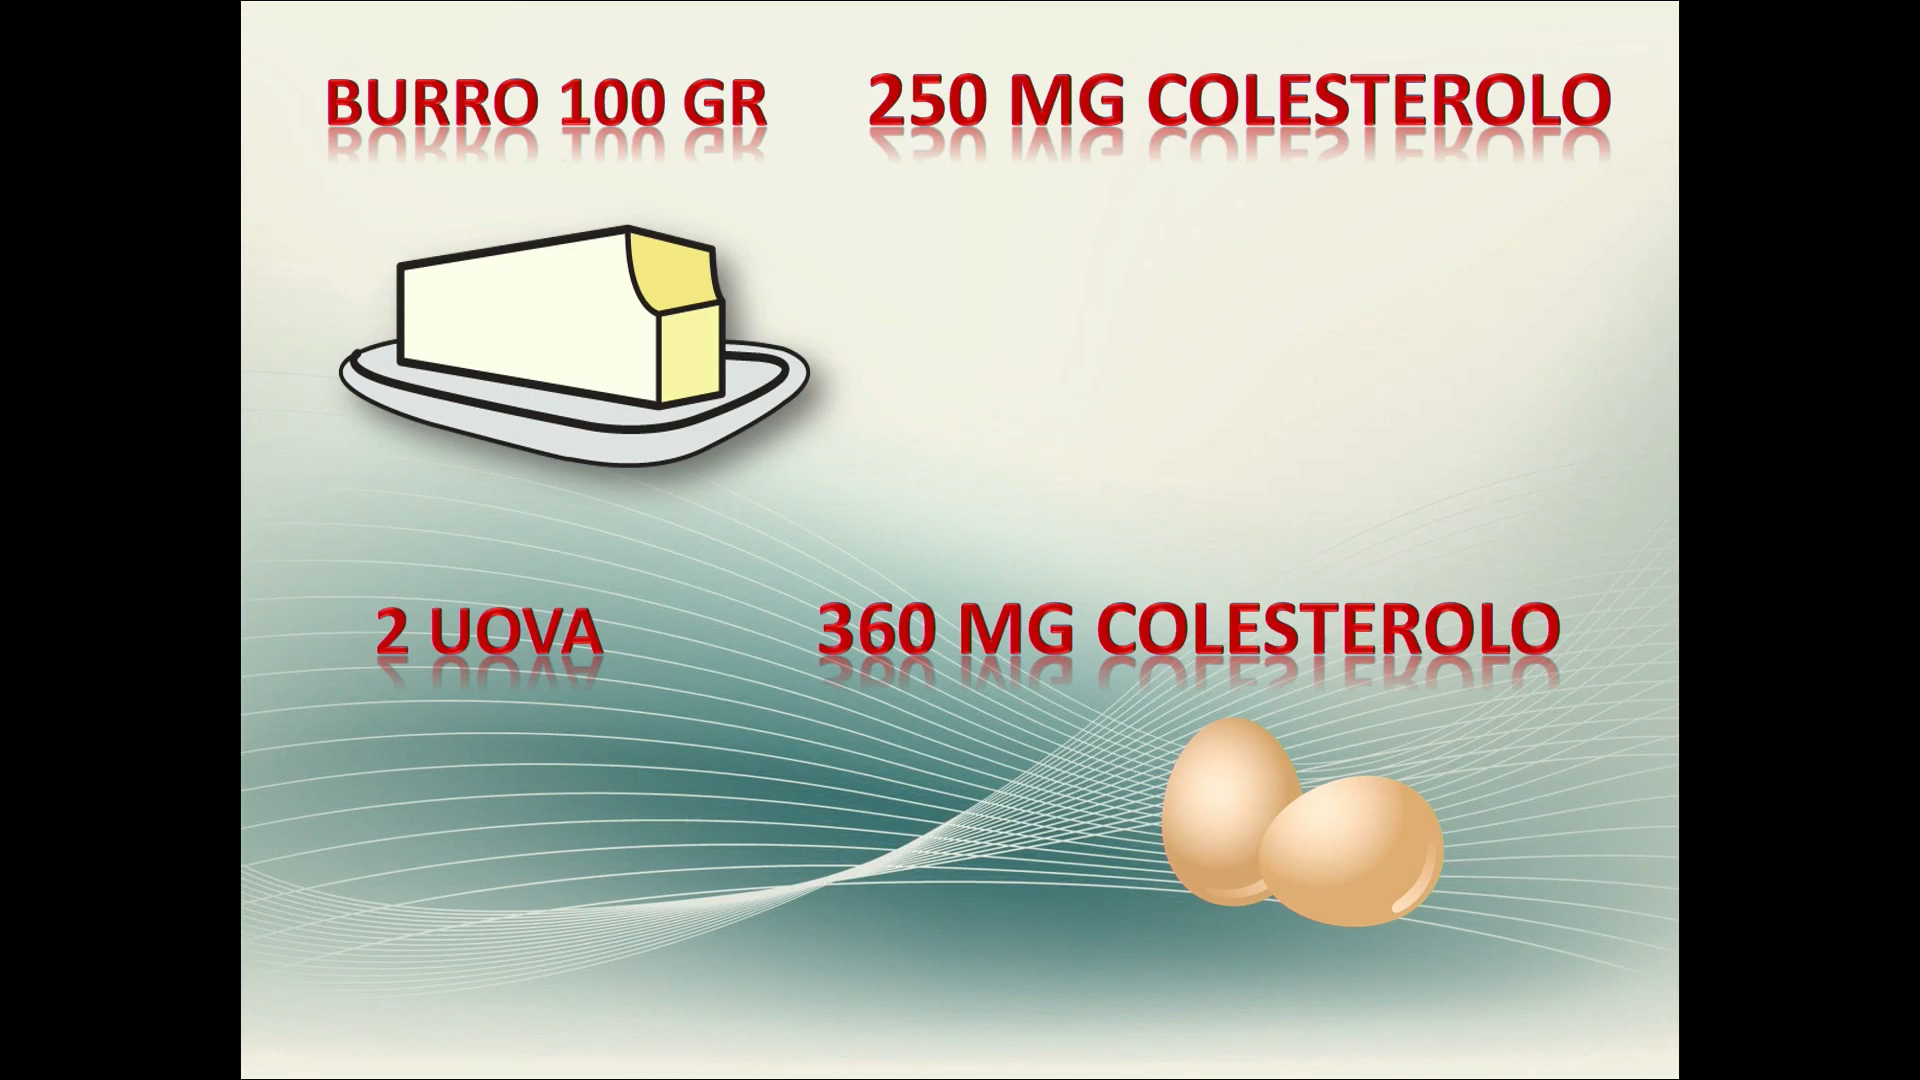 BURRO 100 GR
250 MG COLESTEROLO
2 UOVA
360 MG COLESTEROLO